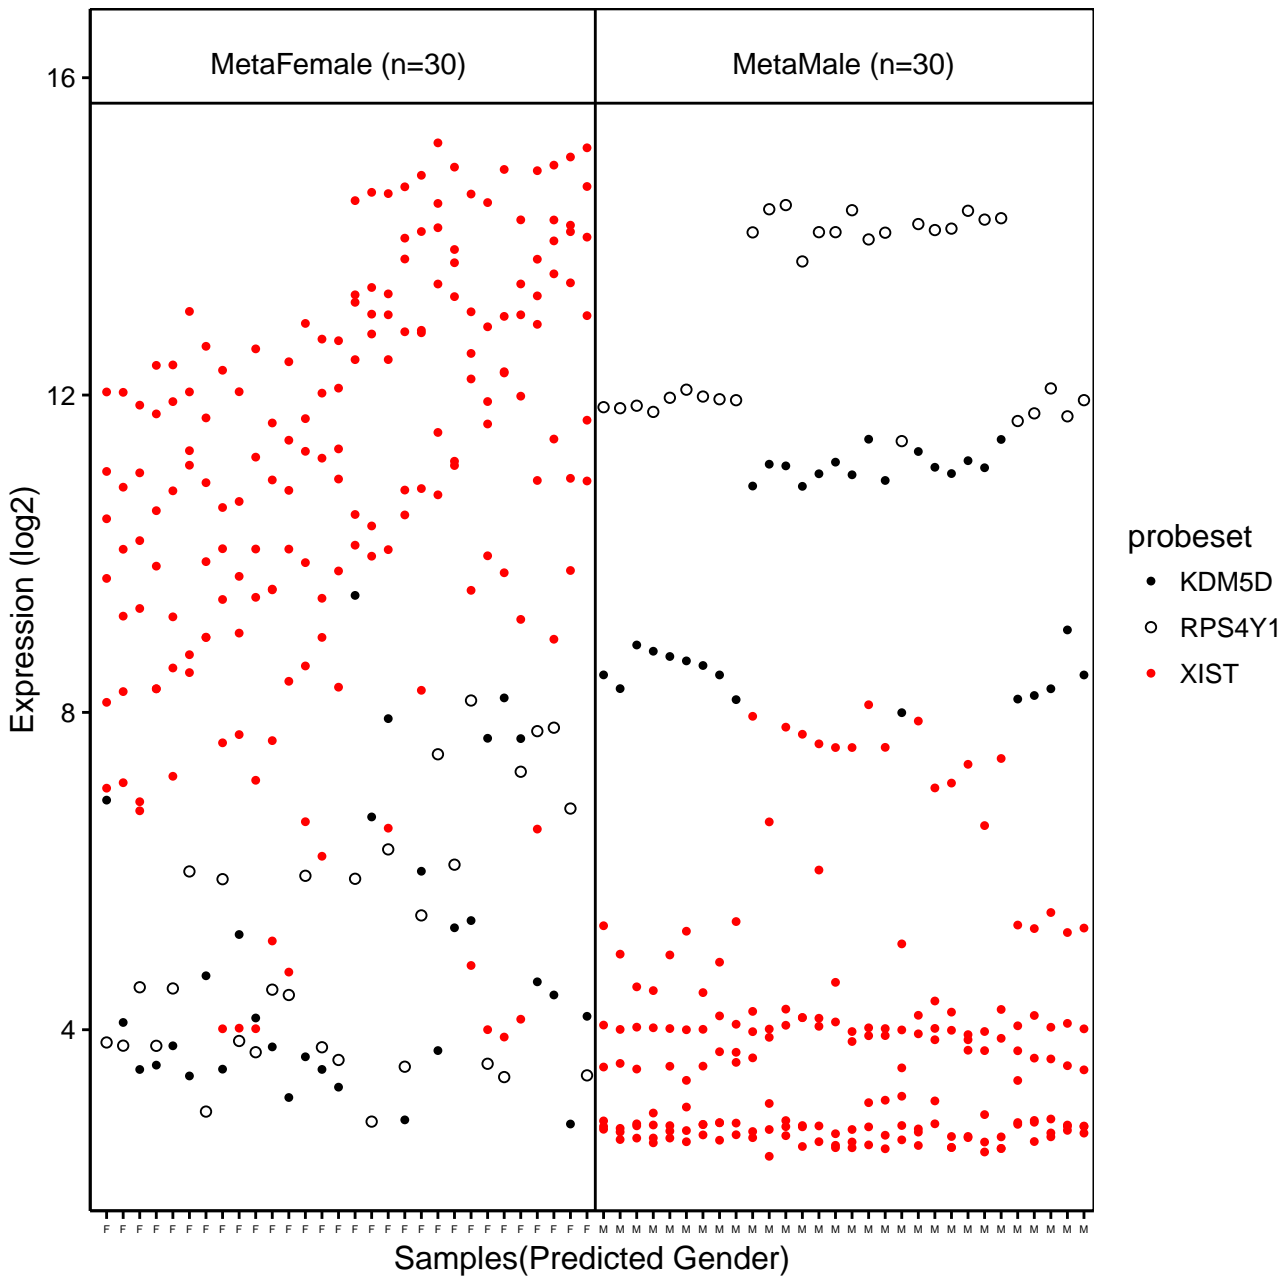 MetaFemale (n=30)
MetaMale (n=30)
16
12
8
4
Expression (log2)
F F F F F F F F F F F F F F F F F F F F F F F F F F F F F F M M M M M M M M M M M M M M M M M M M M M M M M M M M M M M
Samples(Predicted Gender)
probeset
KDM5D
RPS4Y1
XIST